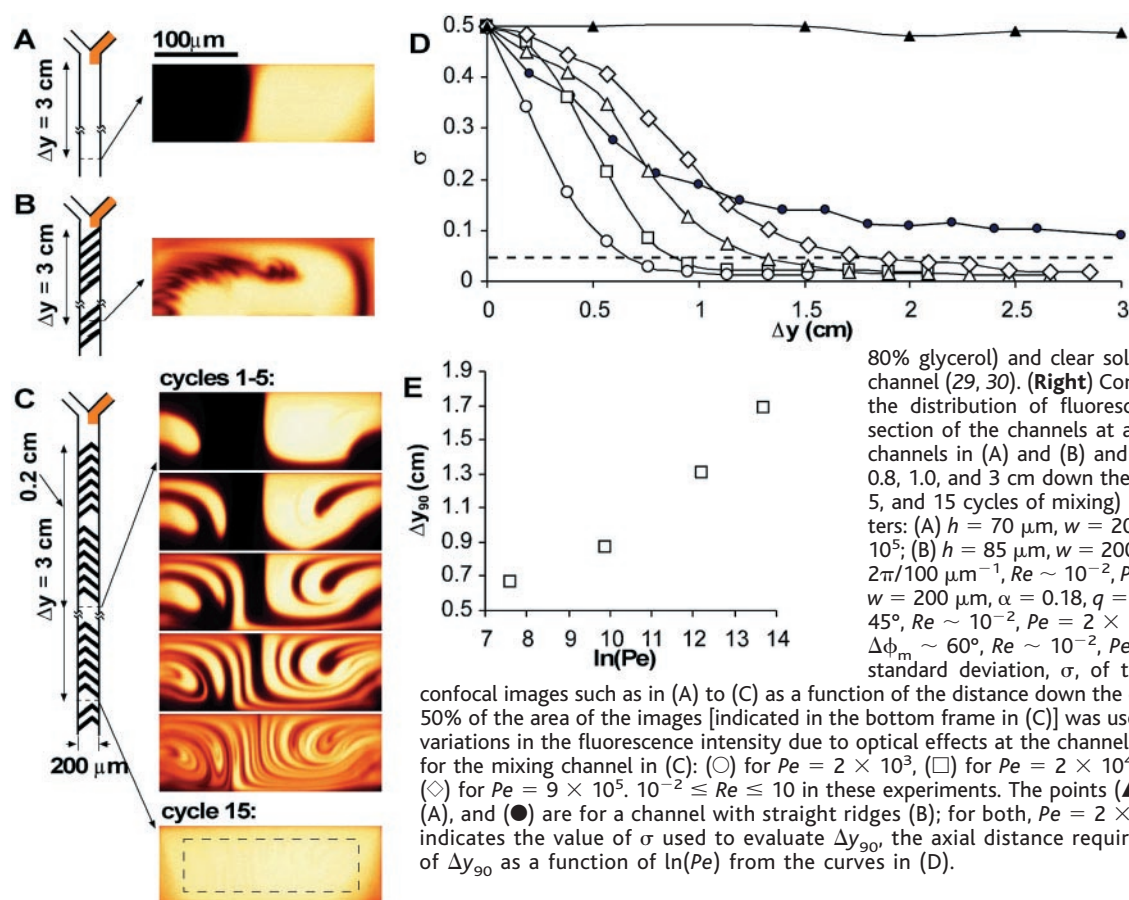 A
100μm
Δy = 3 cm
B
Δy = 3 cm
C
cycles 1-5:
0.2 cm
Δy = 3 cm
200 μm
cycle 15:
D
0.5
0.4
0.3
0.2
0.1
0
σ
0 0.5 1 1.5 2 2.5 3
Δy (cm)
E
1.9
1.7
1.5
1.3
1.1
0.9
0.7
0.5
Δy90 (cm)
7 8 9 10 11 12 13 14
ln(Pe)
80% glycerol) and clear sol
channel (29, 30). (Right) Cor
the distribution of fluoresc
section of the channels at a
channels in (A) and (B) and
0.8, 1.0, and 3 cm down the
5, and 15 cycles of mixing)
ters: (A) h = 70 μm, w = 20
10⁵; (B) h = 85 μm, w = 200
2π/100 μm⁻¹, Re ~ 10⁻², P
w = 200 μm, α = 0.18, q =
45°, Re ~ 10⁻², Pe = 2 ×
Δϕm ~ 60°, Re ~ 10⁻², Pe
standard deviation, σ, of t
confocal images such as in (A) to (C) as a function of the distance down the
50% of the area of the images [indicated in the bottom frame in (C)] was use
variations in the fluorescence intensity due to optical effects at the channel
for the mixing channel in (C): (○) for Pe = 2 × 10³, (□) for Pe = 2 × 10⁴
(◇) for Pe = 9 × 10⁵. 10⁻² ≤ Re ≤ 10 in these experiments. The points (▲
(A), and (●) are for a channel with straight ridges (B); for both, Pe = 2 ×
indicates the value of σ used to evaluate Δy₉₀, the axial distance requir
of Δy₉₀ as a function of ln(Pe) from the curves in (D).